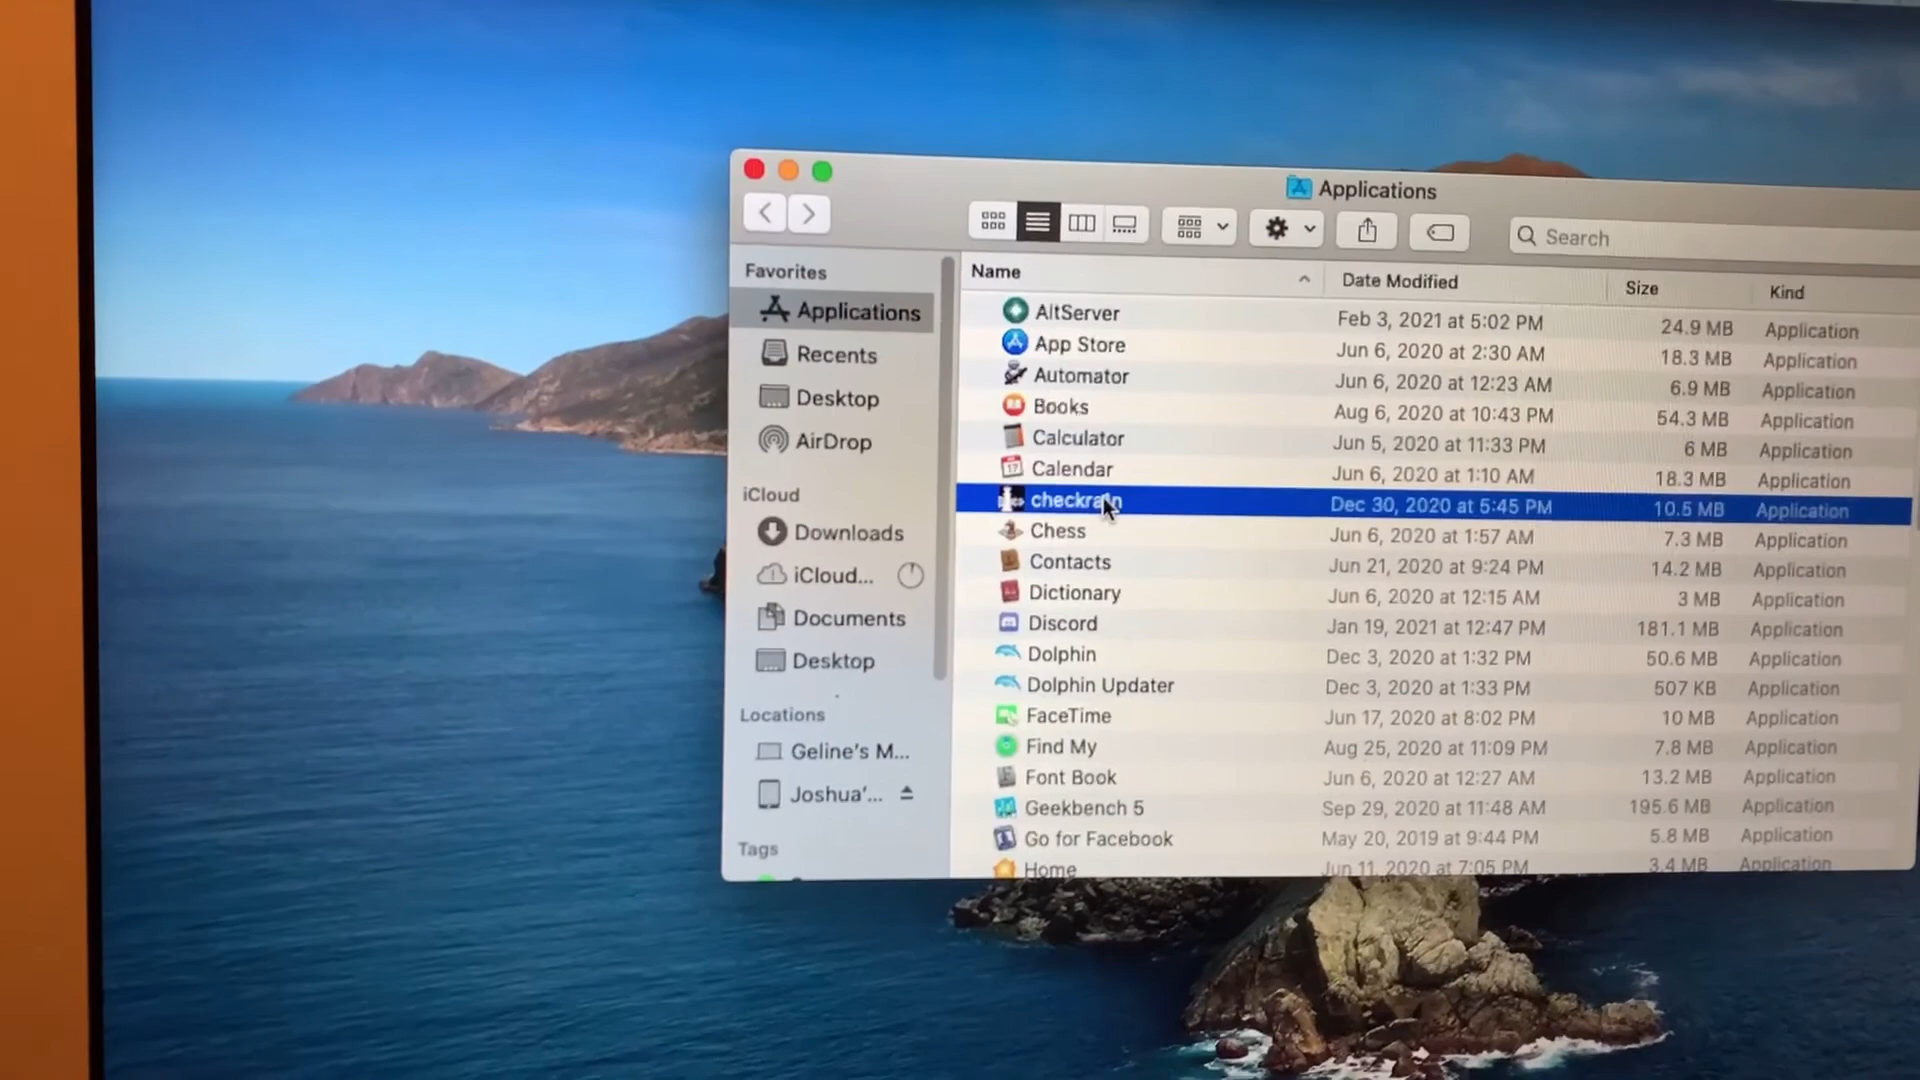 Applications
Search
Favorites
Applications
Recents
Desktop
AirDrop
iCloud
Downloads
iCloud...
Documents
Desktop
Locations
Geline's M...
Joshua'...
Tags
Name Date Modified Size Kind
AltServer Feb 3, 2021 at 5:02 PM 24.9 MB Application
App Store Jun 6, 2020 at 2:30 AM 18.3 MB Application
Automator Jun 6, 2020 at 12:23 AM 6.9 MB Application
Books Aug 6, 2020 at 10:43 PM 54.3 MB Application
Calculator Jun 5, 2020 at 11:33 PM 6 MB Application
Calendar Jun 6, 2020 at 1:10 AM 18.3 MB Application
Dec 30, 2020 at 5:45 PM 10.5 MB Application
Chess Jun 6, 2020 at 1:57 AM 7.3 MB Application
Contacts Jun 21, 2020 at 9:24 PM 14.2 MB Application
Dictionary Jun 6, 2020 at 12:15 AM 3 MB Application
Discord Jan 19, 2021 at 12:47 PM 181.1 MB Application
Dolphin Dec 3, 2020 at 1:32 PM 50.6 MB Application
Dolphin Updater Dec 3, 2020 at 1:33 PM 507 KB Application
FaceTime Jun 17, 2020 at 8:02 PM 10 MB Application
Find My Aug 25, 2020 at 11:09 PM 7.8 MB Application
Font Book Jun 6, 2020 at 12:27 AM 13.2 MB Application
Geekbench 5 Sep 29, 2020 at 11:48 AM 195.6 MB Application
Go for Facebook May 20, 2019 at 9:44 PM 5.8 MB Application
Home Jun 11, 2020 at 7:05 PM 3.4 MB Application